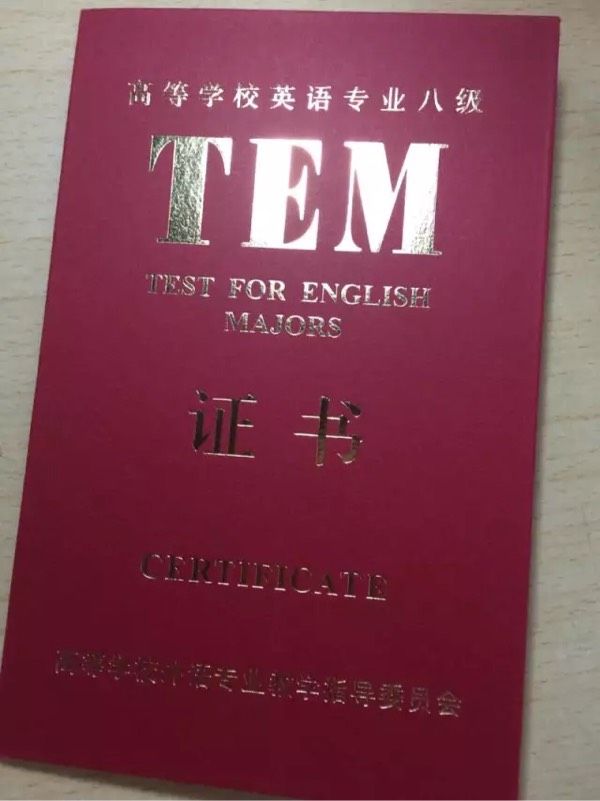 高等学校英语专业八级
TEM
TEST FOR ENGLISH
MAJORS
证书
CERTIFICATE
高等学校外语专业教学指导委员会